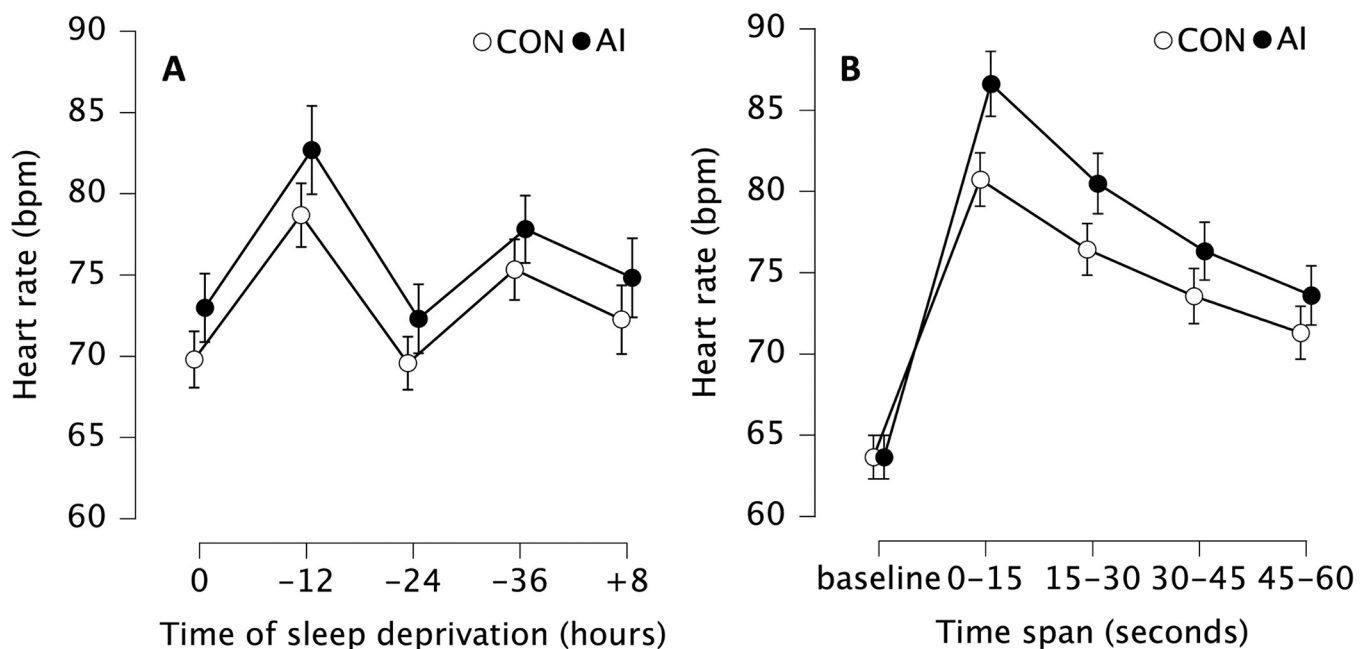 A
CON AI
Heart rate (bpm)
90
85
80
75
70
65
60
0 −12 −24 −36 +8
Time of sleep deprivation (hours)
B
CON AI
Heart rate (bpm)
90
85
80
75
70
65
60
baseline 0−15 15−30 30−45 45−60
Time span (seconds)